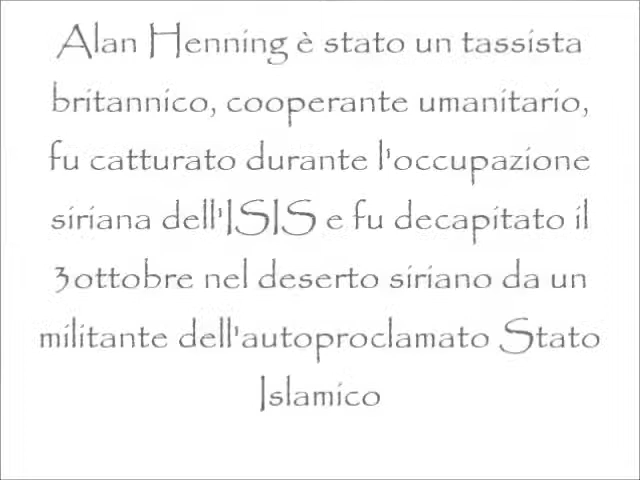 Alan Henning è stato un tassista
britannico, cooperante umanitario,
fu catturato durante l'occupazione
siriana dell'ISIS e fu decapitato il
3ottobre nel deserto siriano da un
militante dell'autoproclamato Stato
Islamico